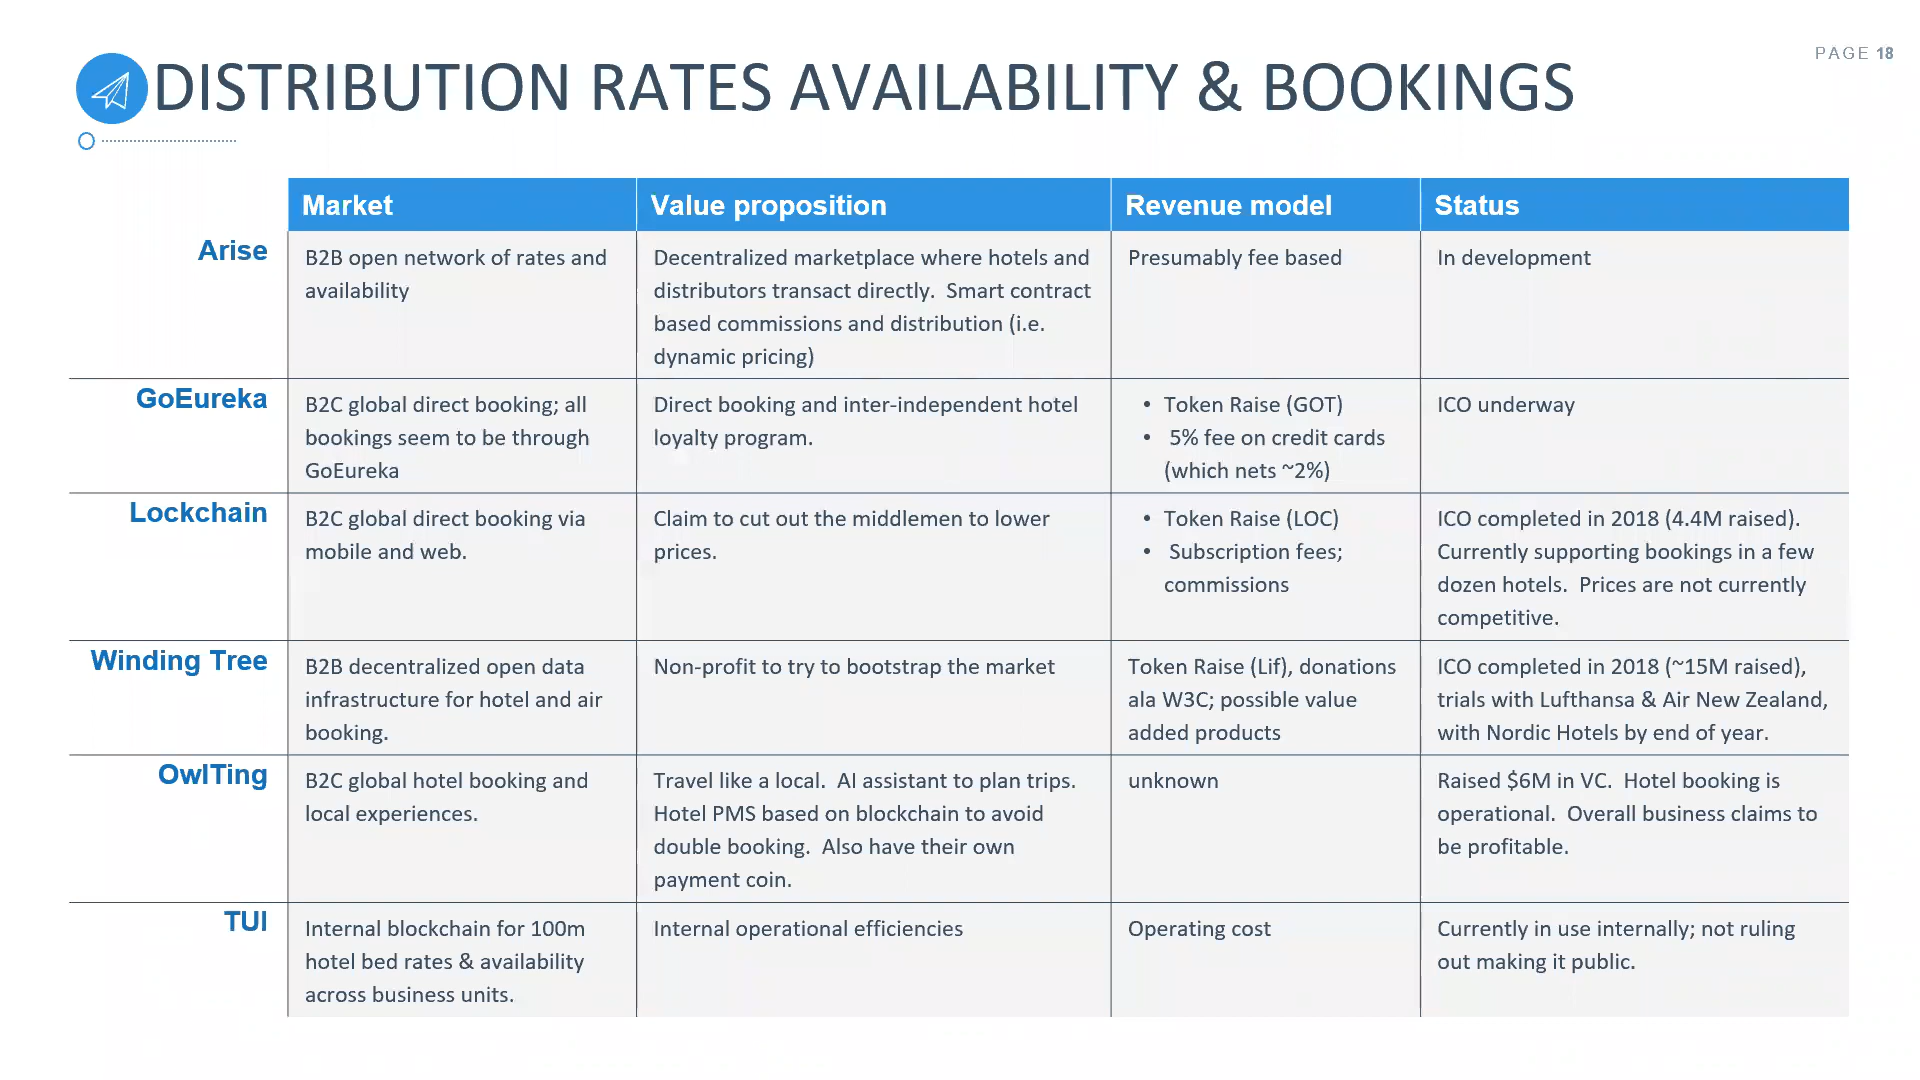 PAGE 18
DISTRIBUTION RATES AVAILABILITY & BOOKINGS
Market
Value proposition
Revenue model
Status
Arise
B2B open network of rates and
availability
Decentralized marketplace where hotels and
distributors transact directly.  Smart contract
based commissions and distribution (i.e.
dynamic pricing)
Presumably fee based
In development
GoEureka
B2C global direct booking; all
bookings seem to be through
GoEureka
Direct booking and inter-independent hotel
loyalty program.
• Token Raise (GOT)
• 5% fee on credit cards
(which nets ~2%)
ICO underway
Lockchain
B2C global direct booking via
mobile and web.
Claim to cut out the middlemen to lower
prices.
• Token Raise (LOC)
• Subscription fees;
commissions
ICO completed in 2018 (4.4M raised).
Currently supporting bookings in a few
dozen hotels.  Prices are not currently
competitive.
Winding Tree
B2B decentralized open data
infrastructure for hotel and air
booking.
Non-profit to try to bootstrap the market
Token Raise (Lif), donations
ala W3C; possible value
added products
ICO completed in 2018 (~15M raised),
trials with Lufthansa & Air New Zealand,
with Nordic Hotels by end of year.
OwlTing
B2C global hotel booking and
local experiences.
Travel like a local.  AI assistant to plan trips.
Hotel PMS based on blockchain to avoid
double booking.  Also have their own
payment coin.
unknown
Raised $6M in VC.  Hotel booking is
operational.  Overall business claims to
be profitable.
TUI
Internal blockchain for 100m
hotel bed rates & availability
across business units.
Internal operational efficiencies
Operating cost
Currently in use internally; not ruling
out making it public.